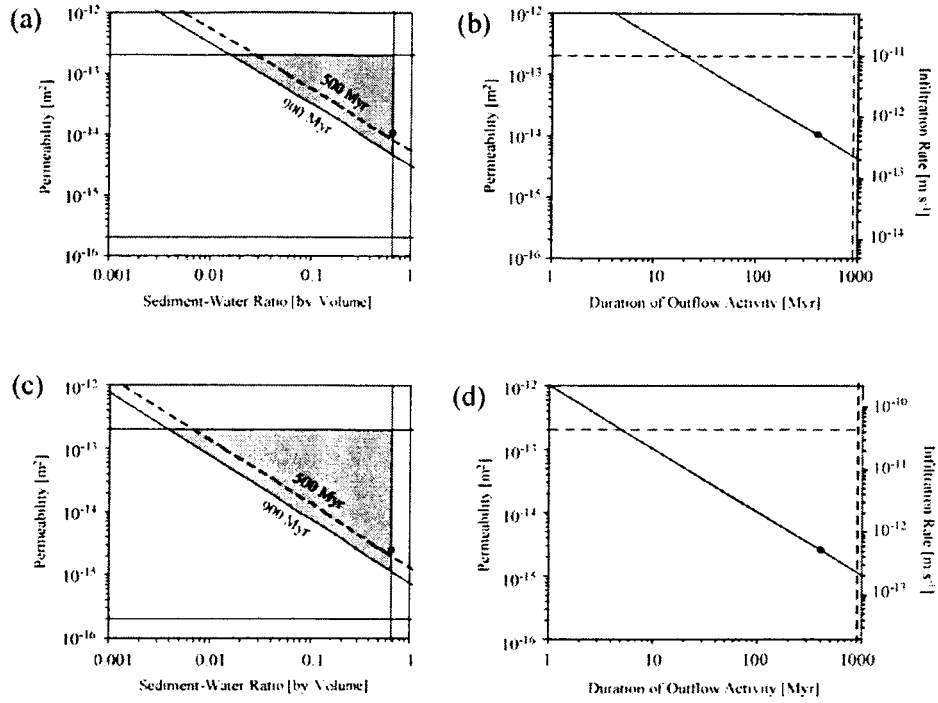 (a)
Permeability [m²]
10⁻¹²
10⁻¹³
10⁻¹⁴
10⁻¹⁵
10⁻¹⁶
500 Myr
900 Myr
0.001
0.01
0.1
1
Sediment-Water Ratio [by Volume]
(b)
Permeability [m²]
10⁻¹²
10⁻¹³
10⁻¹⁴
10⁻¹⁵
10⁻¹⁶
10⁻¹¹
10⁻¹²
10⁻¹³
10⁻¹⁴
Infiltration Rate [m s⁻¹]
1
10
100
1000
Duration of Outflow Activity [Myr]
(c)
Permeability [m²]
10⁻¹²
10⁻¹³
10⁻¹⁴
10⁻¹⁵
10⁻¹⁶
500 Myr
900 Myr
0.001
0.01
0.1
1
Sediment-Water Ratio [by Volume]
(d)
Permeability [m²]
10⁻¹²
10⁻¹³
10⁻¹⁴
10⁻¹⁵
10⁻¹⁶
10⁻¹⁰
10⁻¹¹
10⁻¹²
10⁻¹³
Infiltration Rate [m s⁻¹]
1
10
100
1000
Duration of Outflow Activity [Myr]